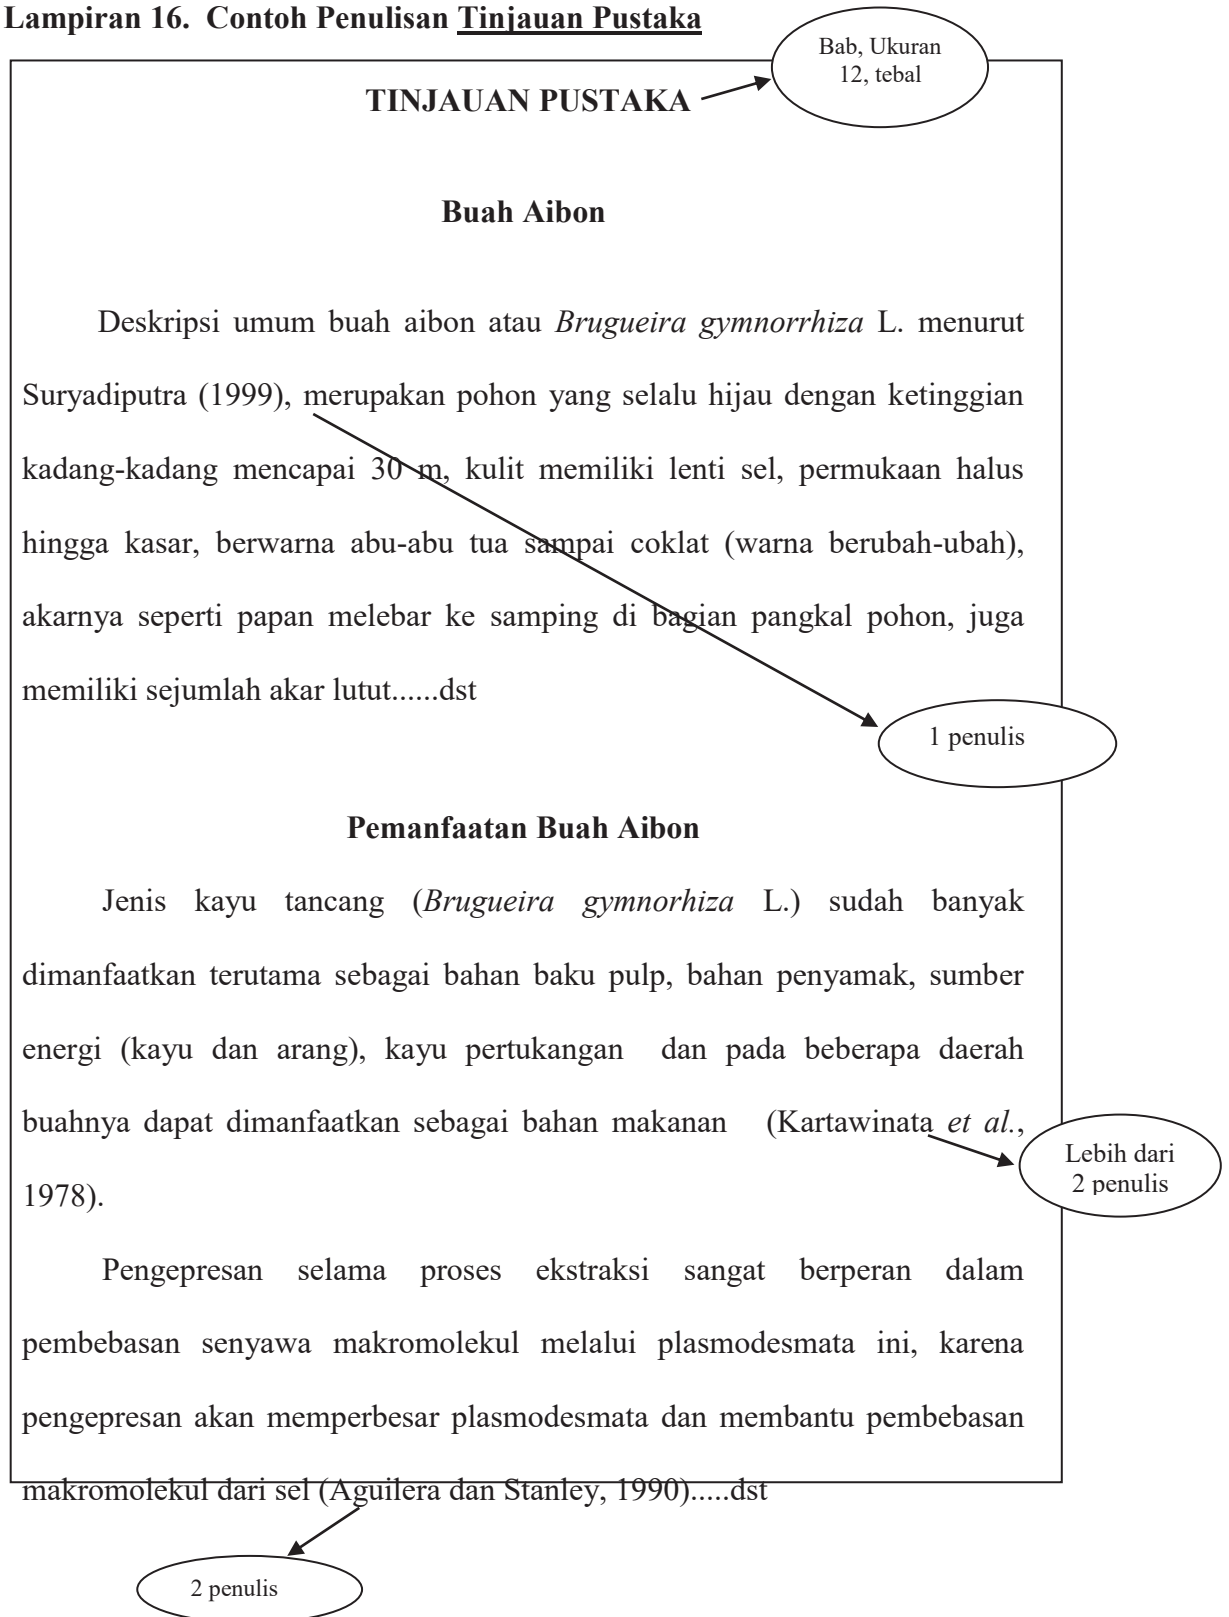 Lampiran 16.  Contoh Penulisan Tinjauan Pustaka
Bab, Ukuran
12, tebal
TINJAUAN PUSTAKA
Buah Aibon
Deskripsi umum buah aibon atau Brugueira gymnorrhiza L. menurut
Suryadiputra (1999), merupakan pohon yang selalu hijau dengan ketinggian
kadang-kadang mencapai 30 m, kulit memiliki lenti sel, permukaan halus
hingga kasar, berwarna abu-abu tua sampai coklat (warna berubah-ubah),
akarnya seperti papan melebar ke samping di bagian pangkal pohon, juga
memiliki sejumlah akar lutut......dst
1 penulis
Pemanfaatan Buah Aibon
Jenis kayu tancang (Brugueira gymnorhiza L.) sudah banyak
dimanfaatkan terutama sebagai bahan baku pulp, bahan penyamak, sumber
energi (kayu dan arang), kayu pertukangan  dan pada beberapa daerah
buahnya dapat dimanfaatkan sebagai bahan makanan  (Kartawinata et al.,
1978).
Lebih dari
2 penulis
Pengepresan selama proses ekstraksi sangat berperan dalam
pembebasan senyawa makromolekul melalui plasmodesmata ini, karena
pengepresan akan memperbesar plasmodesmata dan membantu pembebasan
makromolekul dari sel (Aguilera dan Stanley, 1990).....dst
2 penulis